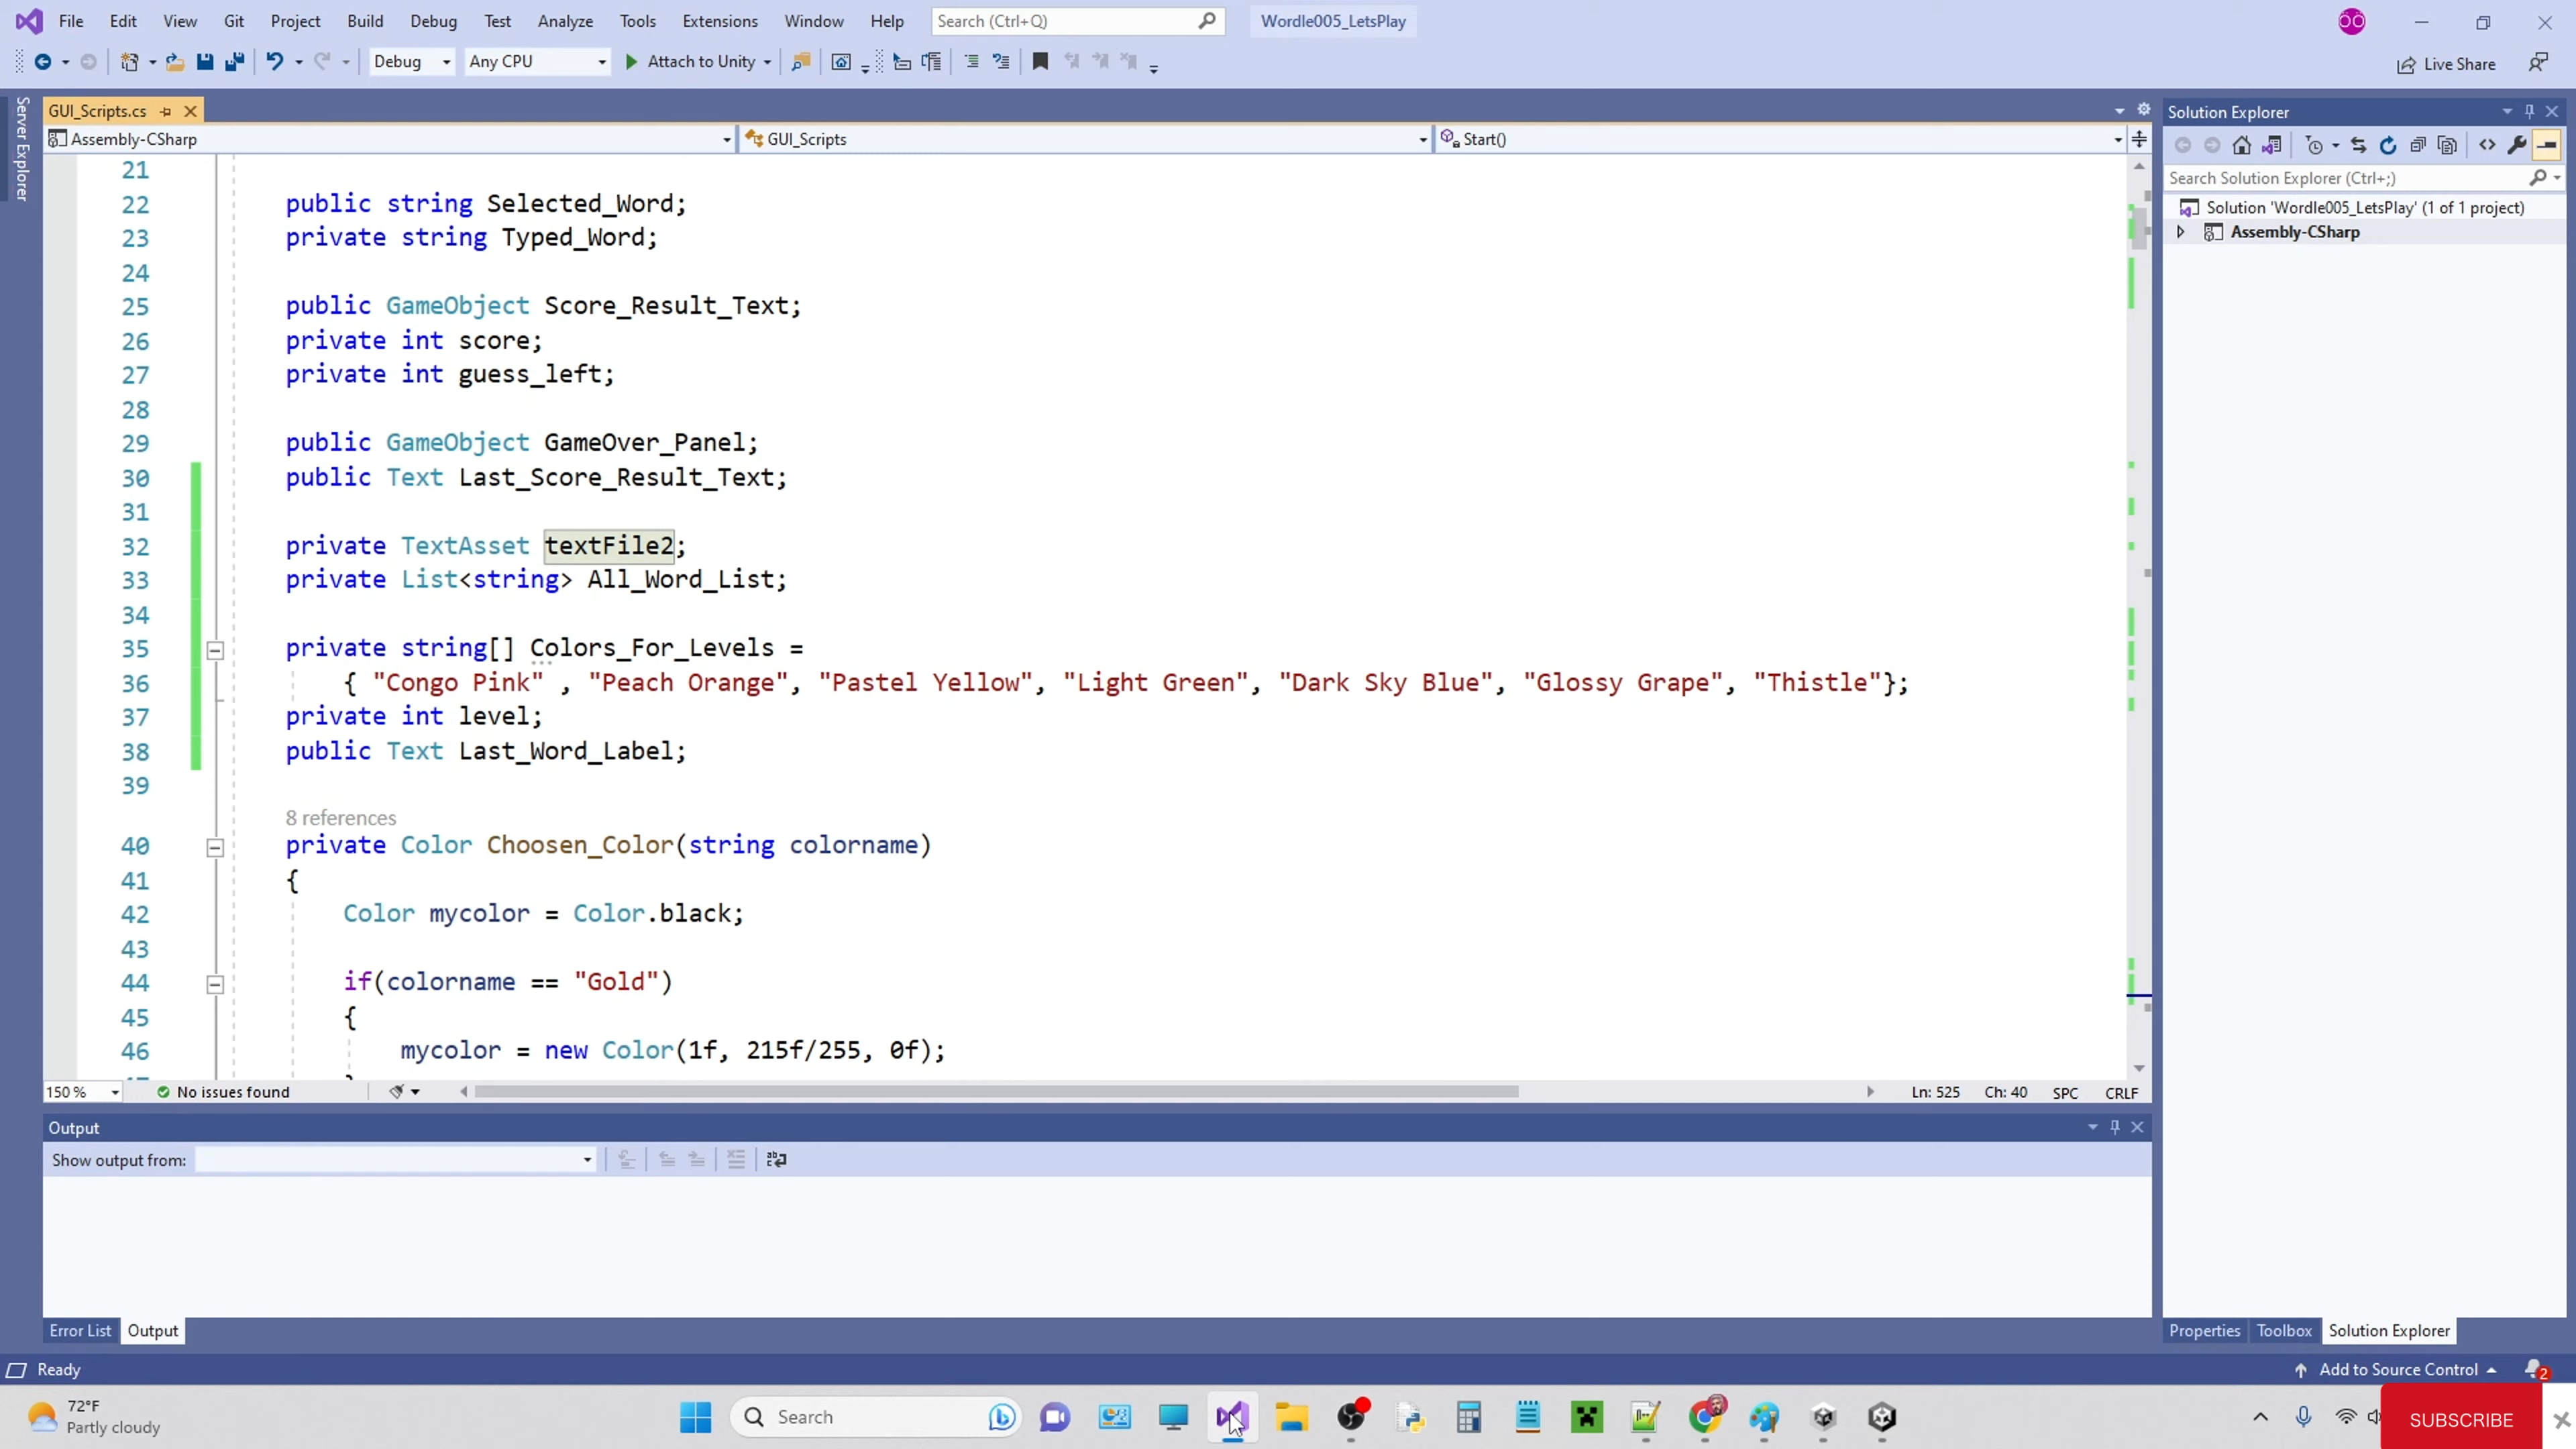 File Edit View Git Project Build Debug Test Analyze Tools Extensions Window Help Search (Ctrl+Q) Wordle005_LetsPlay
Debug Any CPU Attach to Unity Live Share
Server Explorer
GUI_Scripts.cs
Assembly-CSharp GUI_Scripts Start()
21
22 public string Selected_Word;
23 private string Typed_Word;
24
25 public GameObject Score_Result_Text;
26 private int score;
27 private int guess_left;
28
29 public GameObject GameOver_Panel;
30 public Text Last_Score_Result_Text;
31
32 private TextAsset textFile2;
33 private List<string> All_Word_List;
34
35 private string[] Colors_For_Levels =
36 { "Congo Pink" , "Peach Orange", "Pastel Yellow", "Light Green", "Dark Sky Blue", "Glossy Grape", "Thistle"};
37 private int level;
38 public Text Last_Word_Label;
39
8 references
40 private Color Choosen_Color(string colorname)
41 {
42 Color mycolor = Color.black;
43
44 if(colorname == "Gold")
45 {
46 mycolor = new Color(1f, 215f/255, 0f);
150 % No issues found Ln: 525 Ch: 40 SPC CRLF
Output
Show output from:
Error List Output
Solution Explorer
Search Solution Explorer (Ctrl+;)
Solution 'Wordle005_LetsPlay' (1 of 1 project)
Assembly-CSharp
Properties Toolbox Solution Explorer
Ready Add to Source Control 2
72°F
Partly cloudy
Search
SUBSCRIBE